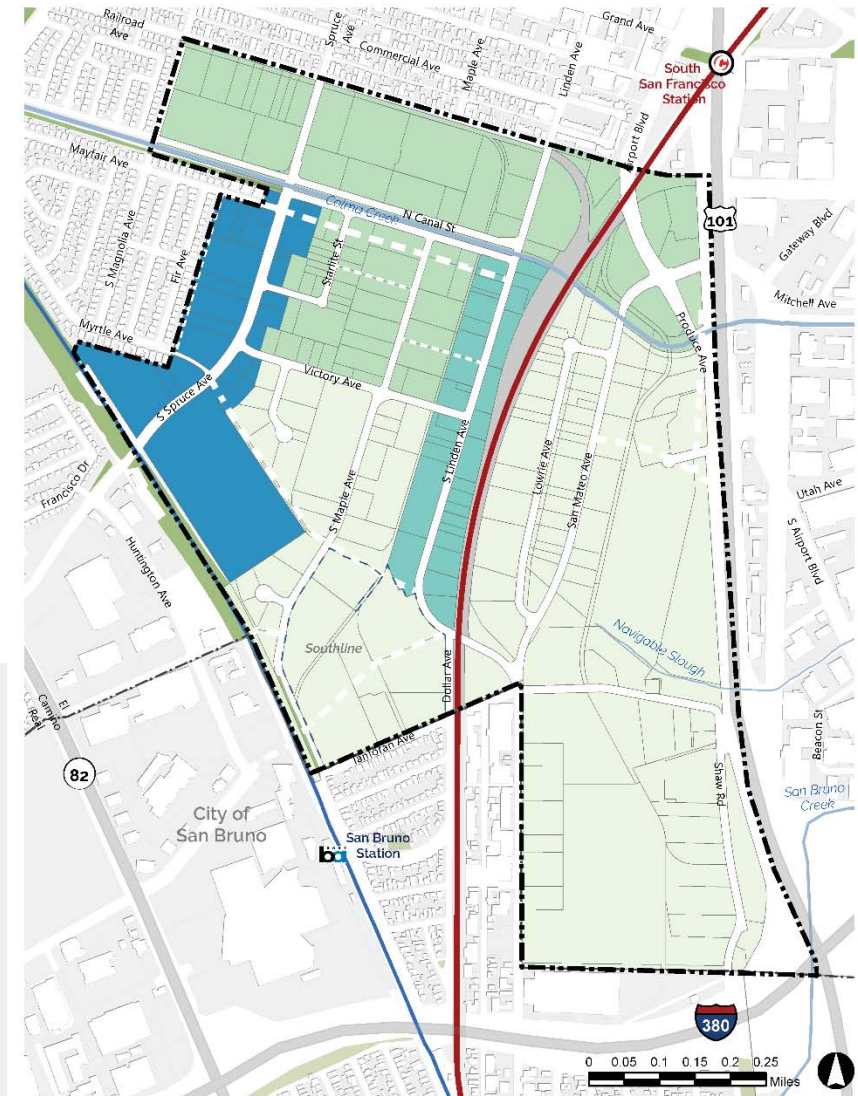 Railroad
Ave
Spruce
Ave
Commercial Ave
Maple Ave
Linden Ave
Grand Ave
South
San Francisco
Station
Airport Blvd
101
Mayfair Ave
S Magnolia Ave
Fir Ave
Myrtle Ave
Colma Creek
N Canal St
Starlite St
Gateway Blvd
Mitchell Ave
Produce Ave
S Spruce Ave
Victory Ave
S Linden Ave
S Maple Ave
Lowrie Ave
San Mateo Ave
Utah Ave
S Airport Blvd
Francisco Dr
Huntington Ave
Southline
Dollar Ave
Navigable Slough
Tanforan Ave
Shaw Rd
Beacon St
San Bruno
Creek
El
Camino
Real
82
City of
San Bruno
San Bruno
Station
380
0 0.05 0.1 0.15 0.2 0.25
Miles